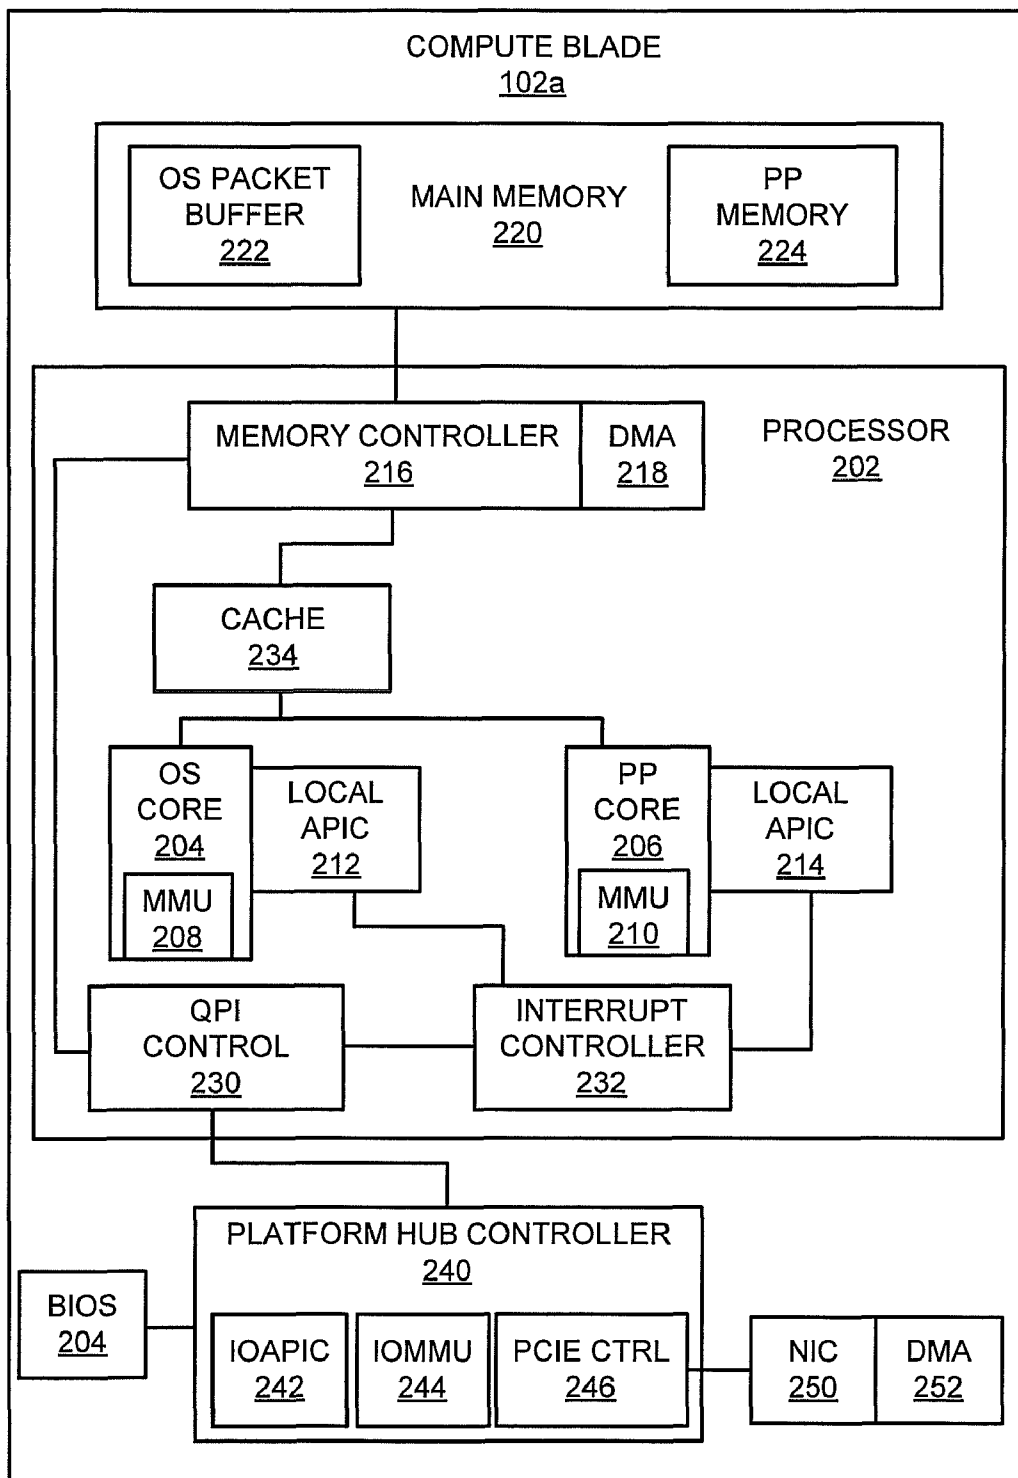 COMPUTE BLADE
102a
OS PACKET
BUFFER
222
MAIN MEMORY
220
PP
MEMORY
224
MEMORY CONTROLLER
216
DMA
218
PROCESSOR
202
CACHE
234
OS
CORE
204
MMU
208
LOCAL
APIC
212
PP
CORE
206
MMU
210
LOCAL
APIC
214
QPI
CONTROL
230
INTERRUPT
CONTROLLER
232
PLATFORM HUB CONTROLLER
240
BIOS
204
IOAPIC
242
IOMMU
244
PCIE CTRL
246
NIC
250
DMA
252